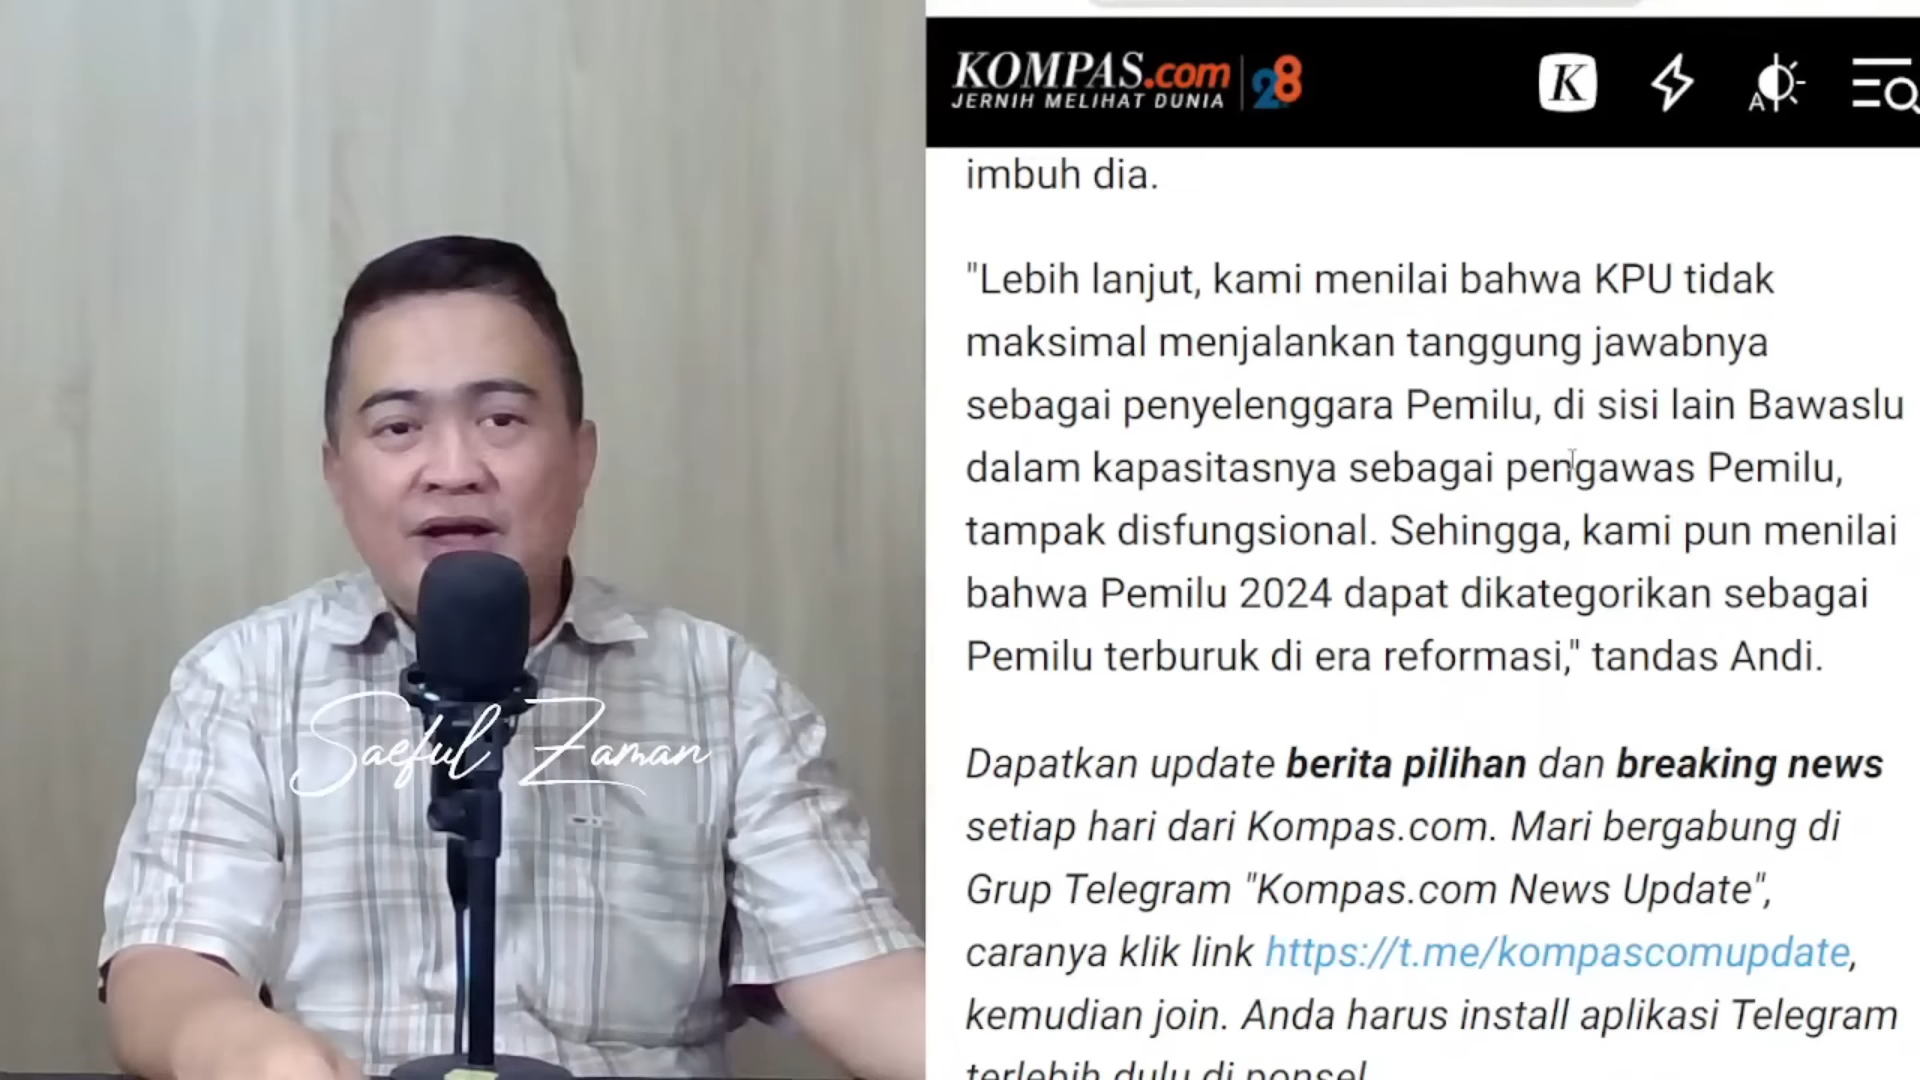 Saeful Zaman
KOMPAS.com 28
JERNIH MELIHAT DUNIA
K
A
imbuh dia.
"Lebih lanjut, kami menilai bahwa KPU tidak
maksimal menjalankan tanggung jawabnya
sebagai penyelenggara Pemilu, di sisi lain Bawaslu
dalam kapasitasnya sebagai pengawas Pemilu,
tampak disfungsional. Sehingga, kami pun menilai
bahwa Pemilu 2024 dapat dikategorikan sebagai
Pemilu terburuk di era reformasi," tandas Andi.
Dapatkan update berita pilihan dan breaking news
setiap hari dari Kompas.com. Mari bergabung di
Grup Telegram "Kompas.com News Update",
caranya klik link https://t.me/kompascomupdate,
kemudian join. Anda harus install aplikasi Telegram
terlebih dulu di ponsel.